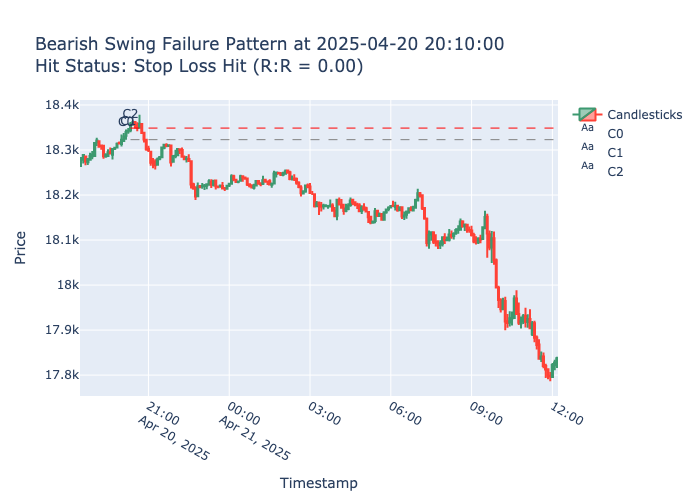 Bearish Swing Failure Pattern at 2025-04-20 20:10:00
Hit Status: Stop Loss Hit (R:R = 0.00)
18.4k
18.3k
18.2k
18.1k
18k
17.9k
17.8k
Price
C2
C0
Candlesticks
Aa C0
Aa C1
Aa C2
21:00
Apr 20, 2025
00:00
Apr 21, 2025
03:00
06:00
09:00
12:00
Timestamp